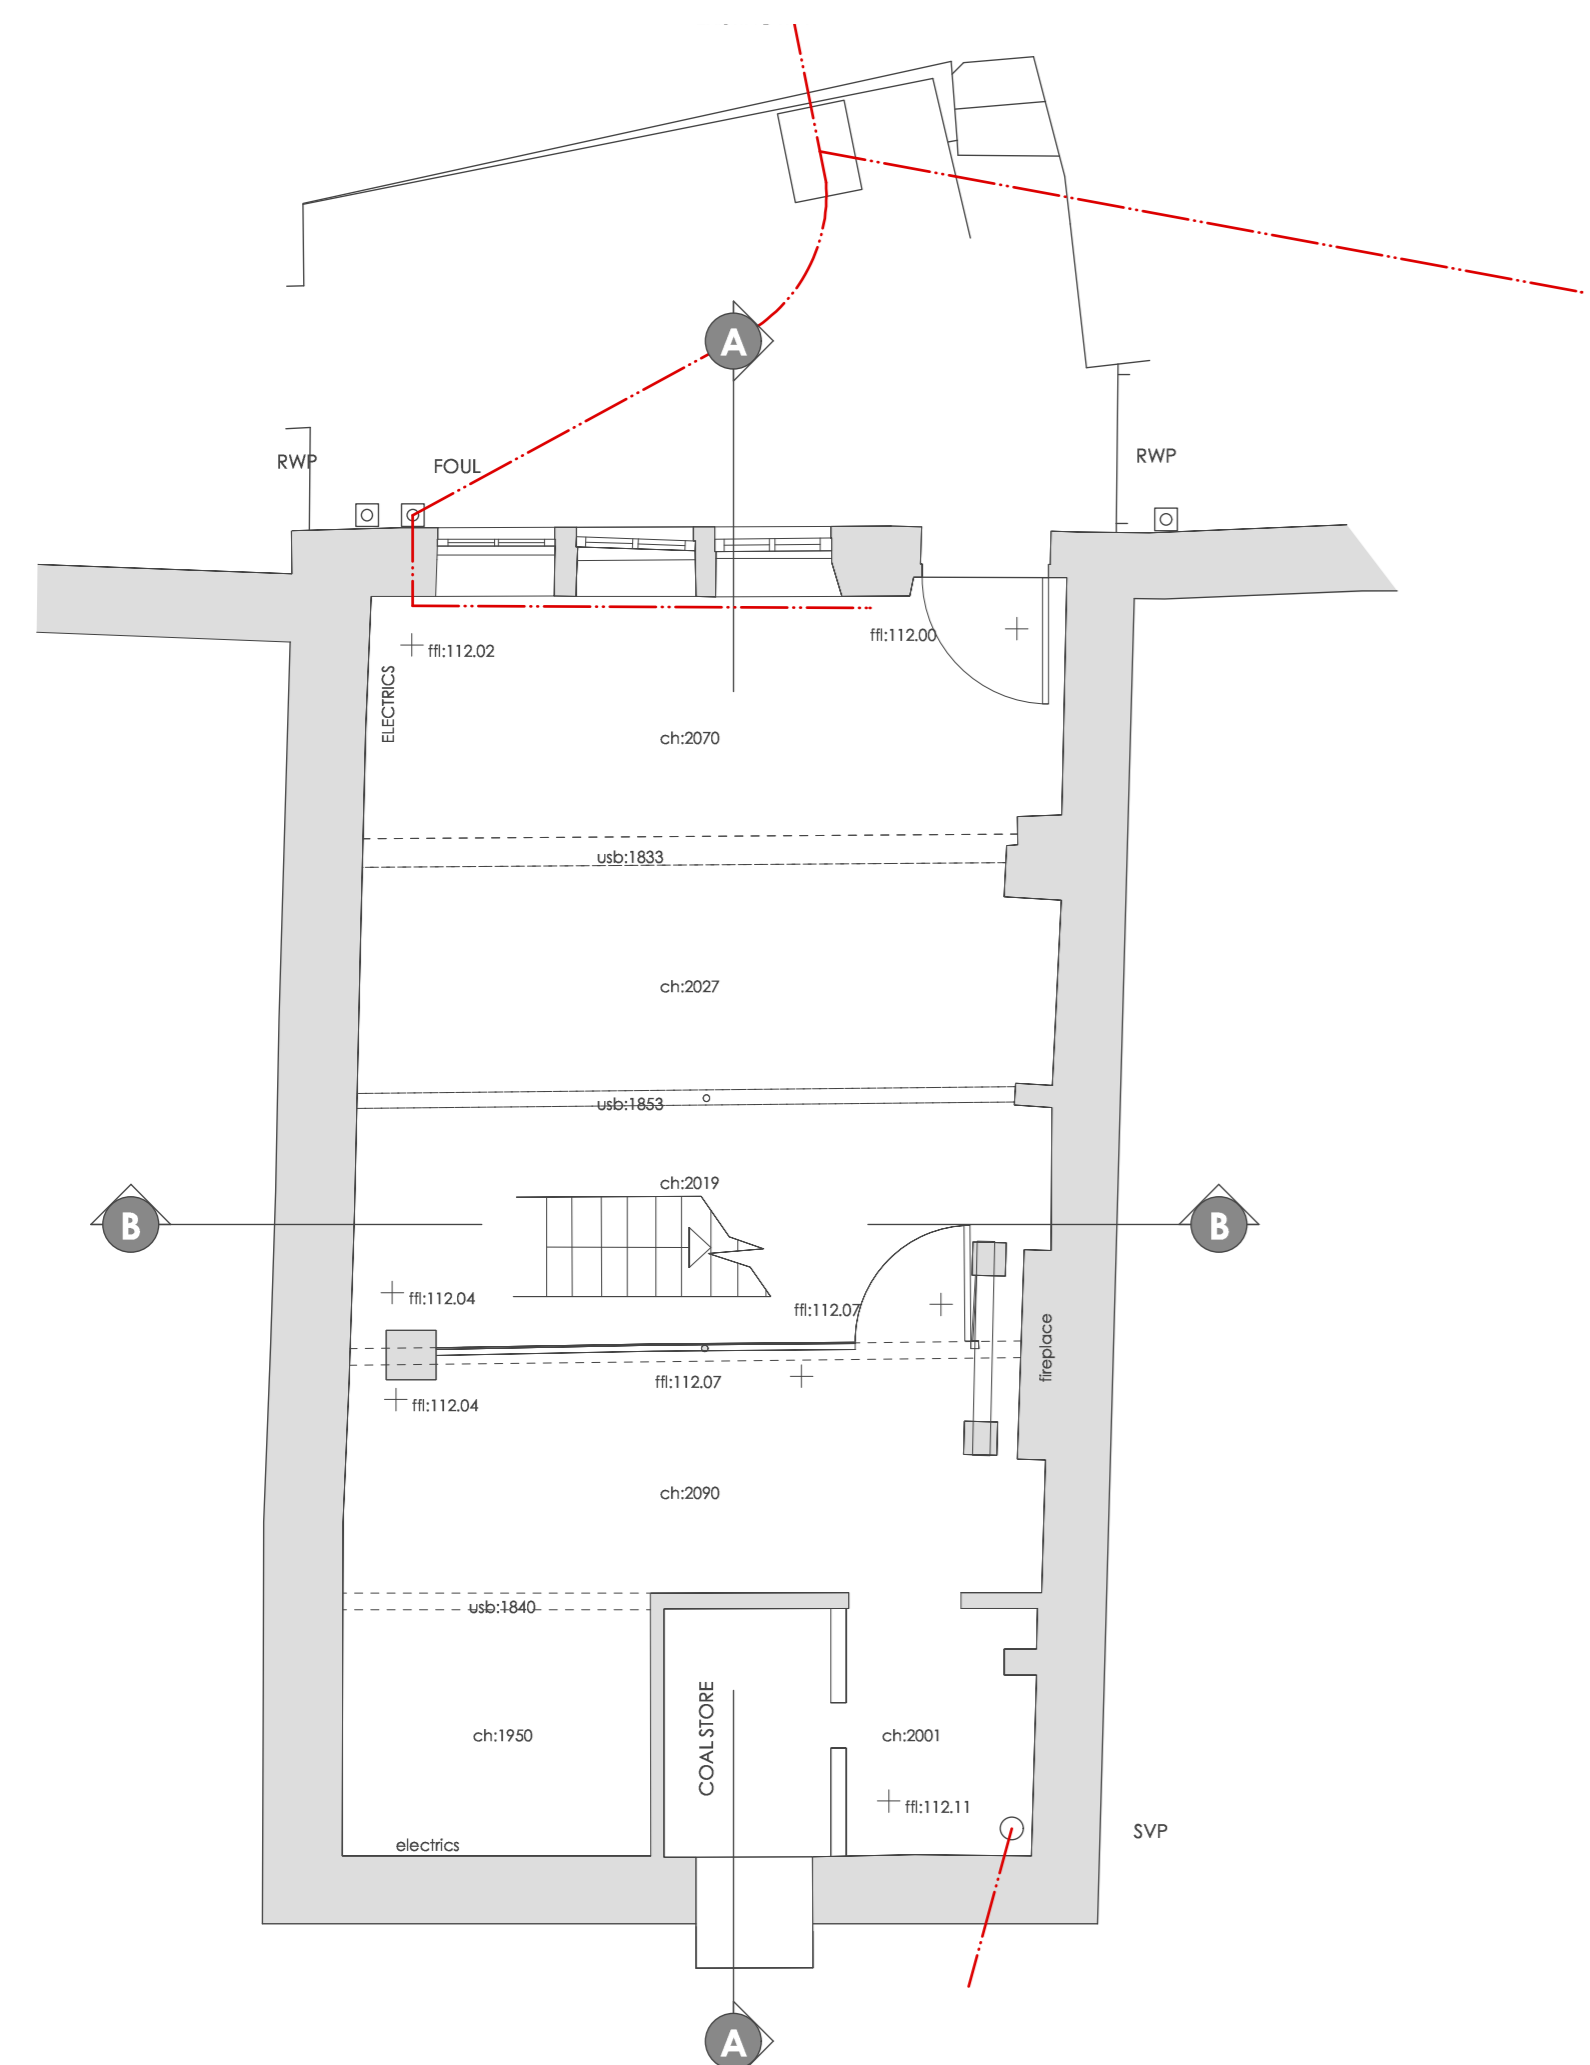 A
RWP
FOUL
RWP
ffl:112.02
ffl:112.00
ELECTRICS
ch:2070
usb:1833
ch:2027
usb:1853
ch:2019
B
B
ffl:112.04
ffl:112.07
fireplace
ffl:112.07
ffl:112.04
ch:2090
usb:1840
COAL STORE
ch:1950
ch:2001
ffl:112.11
SVP
electrics
A